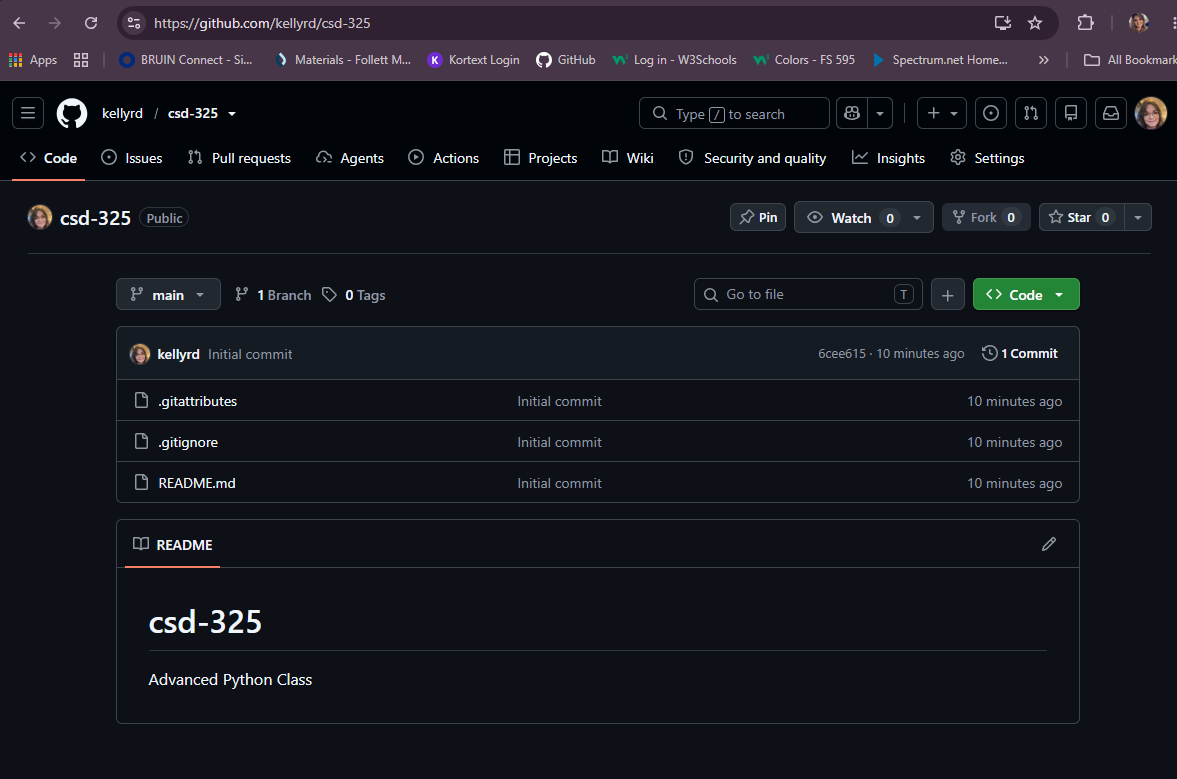 https://github.com/kellyrd/csd-325
Apps BRUIN Connect - Si... Materials - Follett M... K Kortext Login GitHub Log in - W3Schools Colors - FS 595 Spectrum.net Home... » All Bookmark
kellyrd / csd-325 Type / to search
Code Issues Pull requests Agents Actions Projects Wiki Security and quality Insights Settings
csd-325 Public Pin Watch 0 Fork 0 Star 0
main 1 Branch 0 Tags Go to file T Code
kellyrd Initial commit 6cee615 · 10 minutes ago 1 Commit
.gitattributes Initial commit 10 minutes ago
.gitignore Initial commit 10 minutes ago
README.md Initial commit 10 minutes ago
README
csd-325
Advanced Python Class